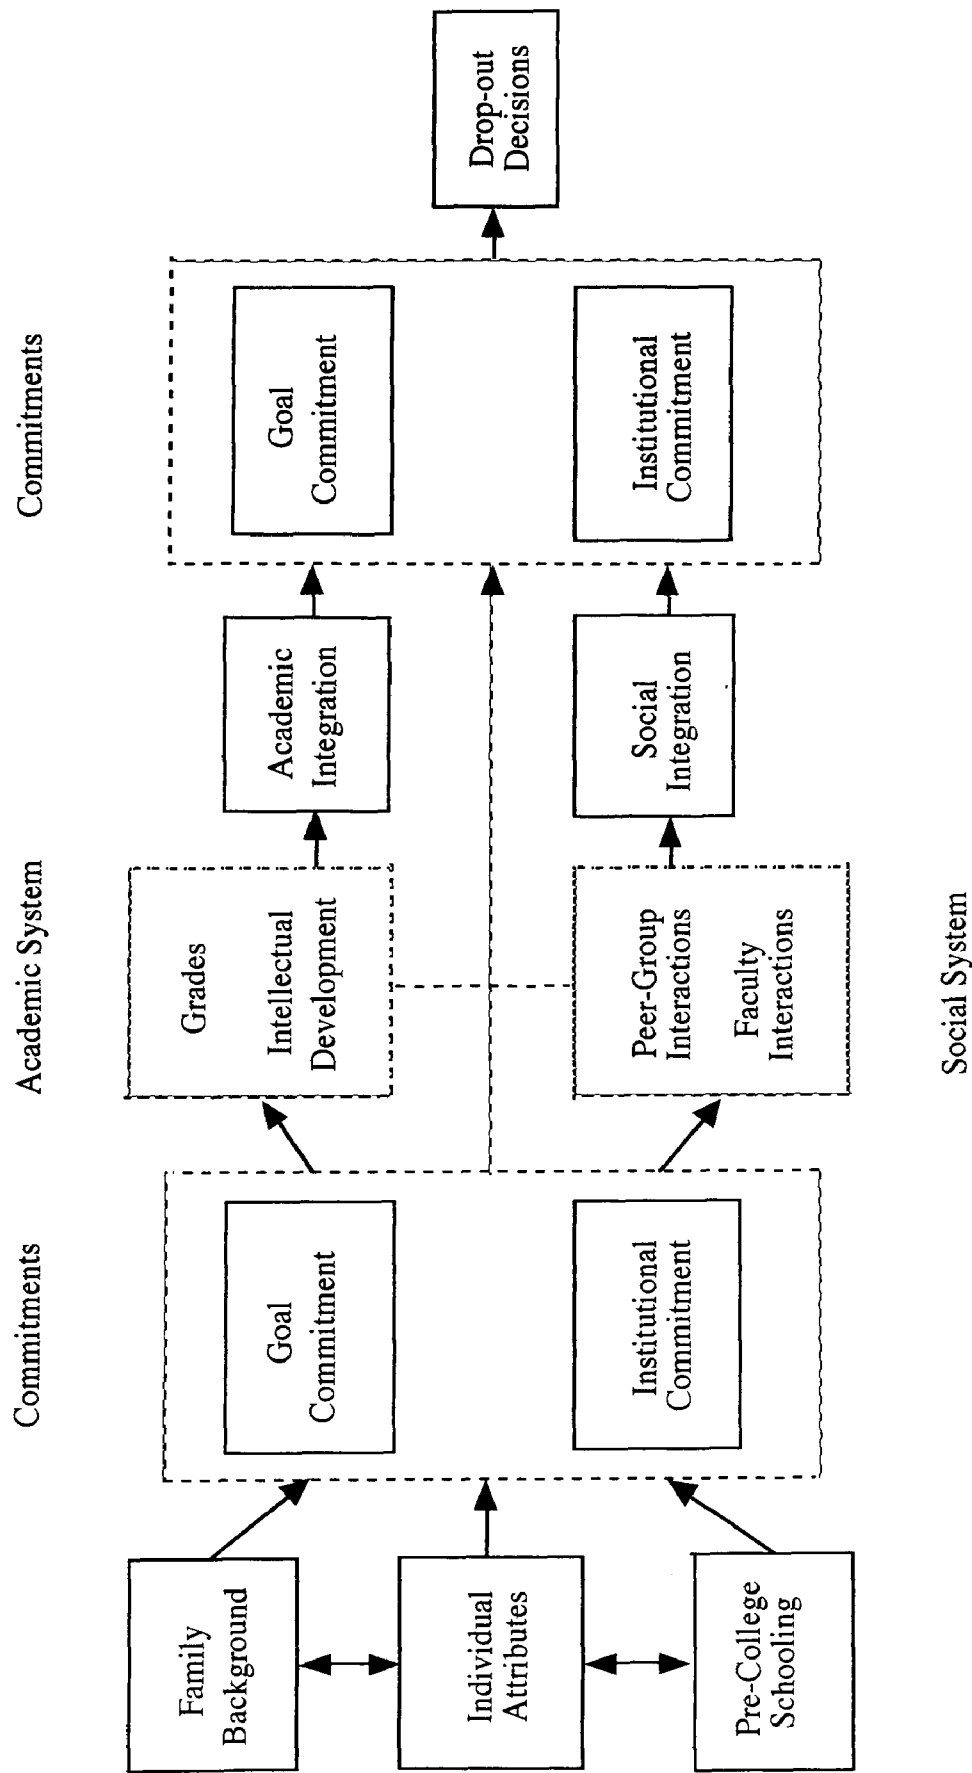 Commitments
Academic System
Commitments
Family
Background
Individual
Attributes
Pre-College
Schooling
Goal
Commitment
Institutional
Commitment
Grades
Intellectual
Development
Peer-Group
Interactions
Faculty
Interactions
Academic
Integration
Social
Integration
Goal
Commitment
Institutional
Commitment
Drop-out
Decisions
Social System